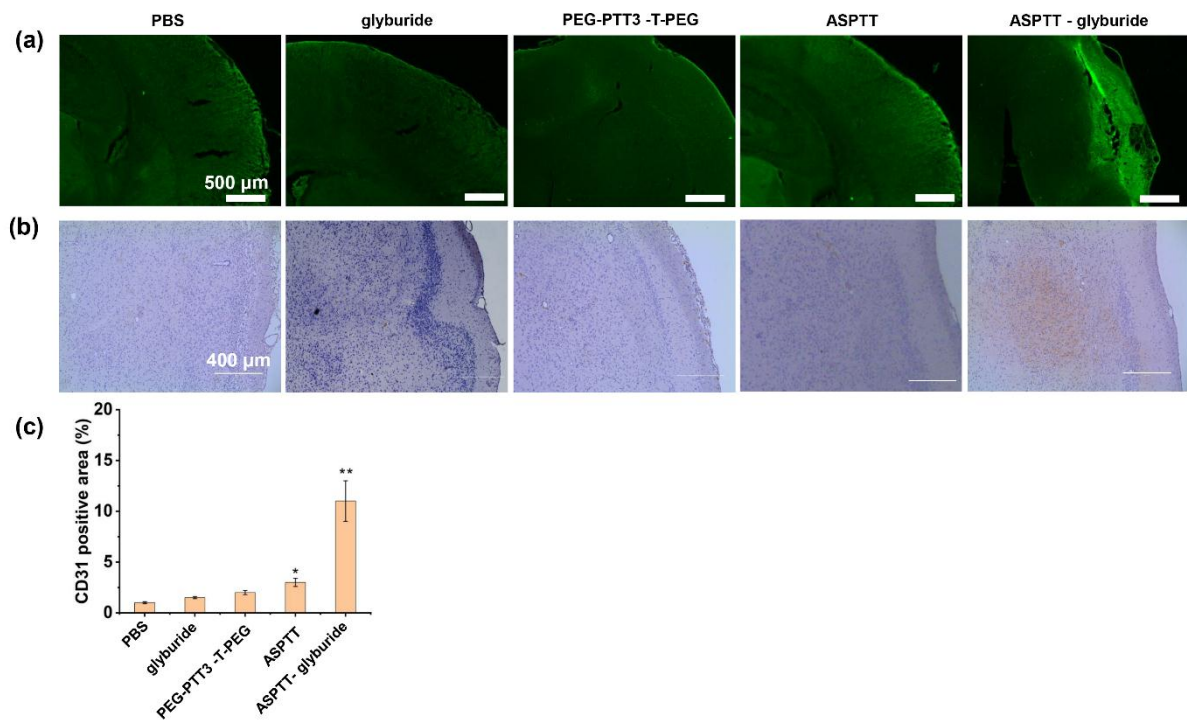 PBS glyburide PEG-PTT3 -T-PEG ASPTT ASPTT - glyburide
(a)
500 µm
(b)
400 µm
(c)
CD31 positive area (%)
20
15
10
5
0
*
**
PBS
glyburide
PEG-PTT3 -T-PEG
ASPTT
ASPTT- glyburide